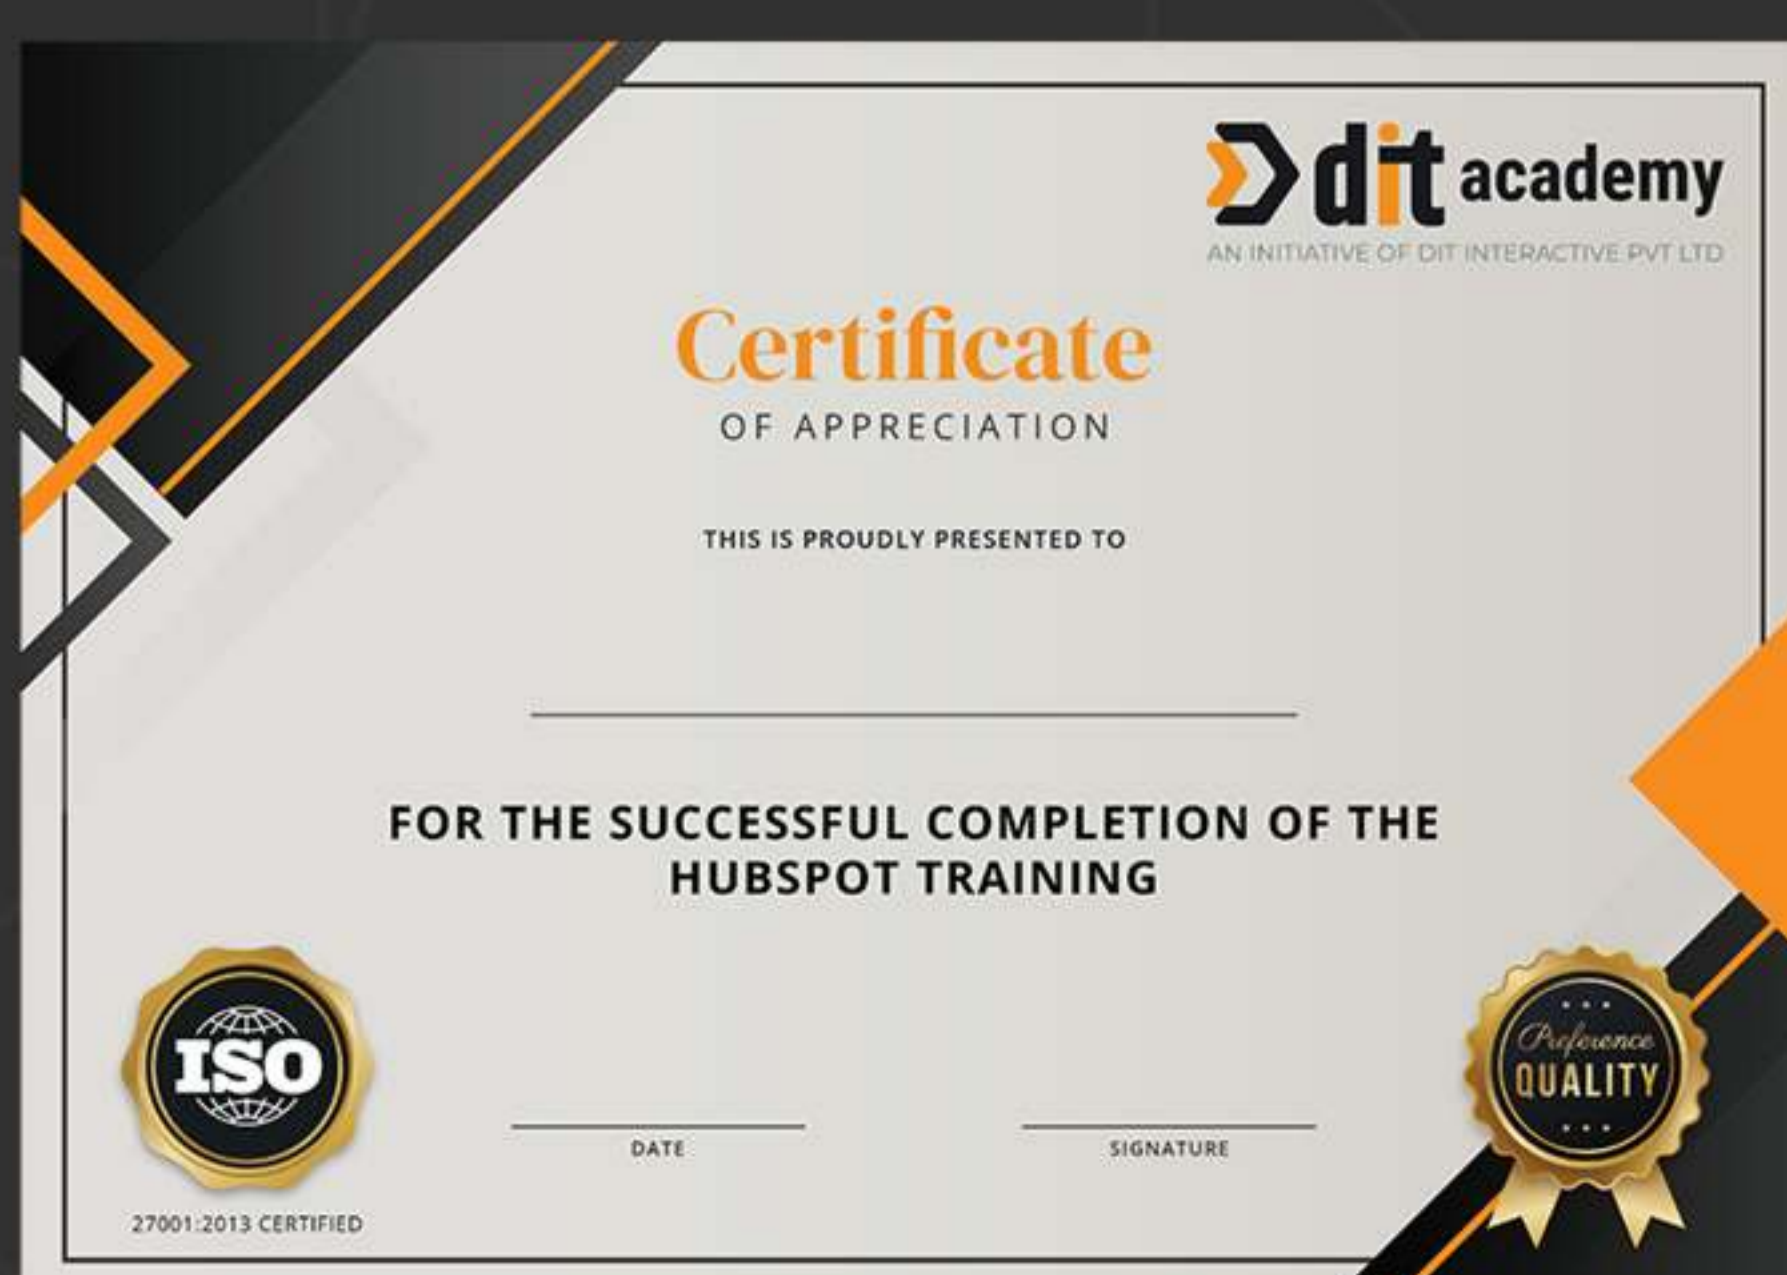 dit academy
AN INITIATIVE OF DIT INTERACTIVE PVT LTD
Certificate
OF APPRECIATION
THIS IS PROUDLY PRESENTED TO
FOR THE SUCCESSFUL COMPLETION OF THE
HUBSPOT TRAINING
ISO
Preference
QUALITY
DATE
SIGNATURE
27001:2013 CERTIFIED